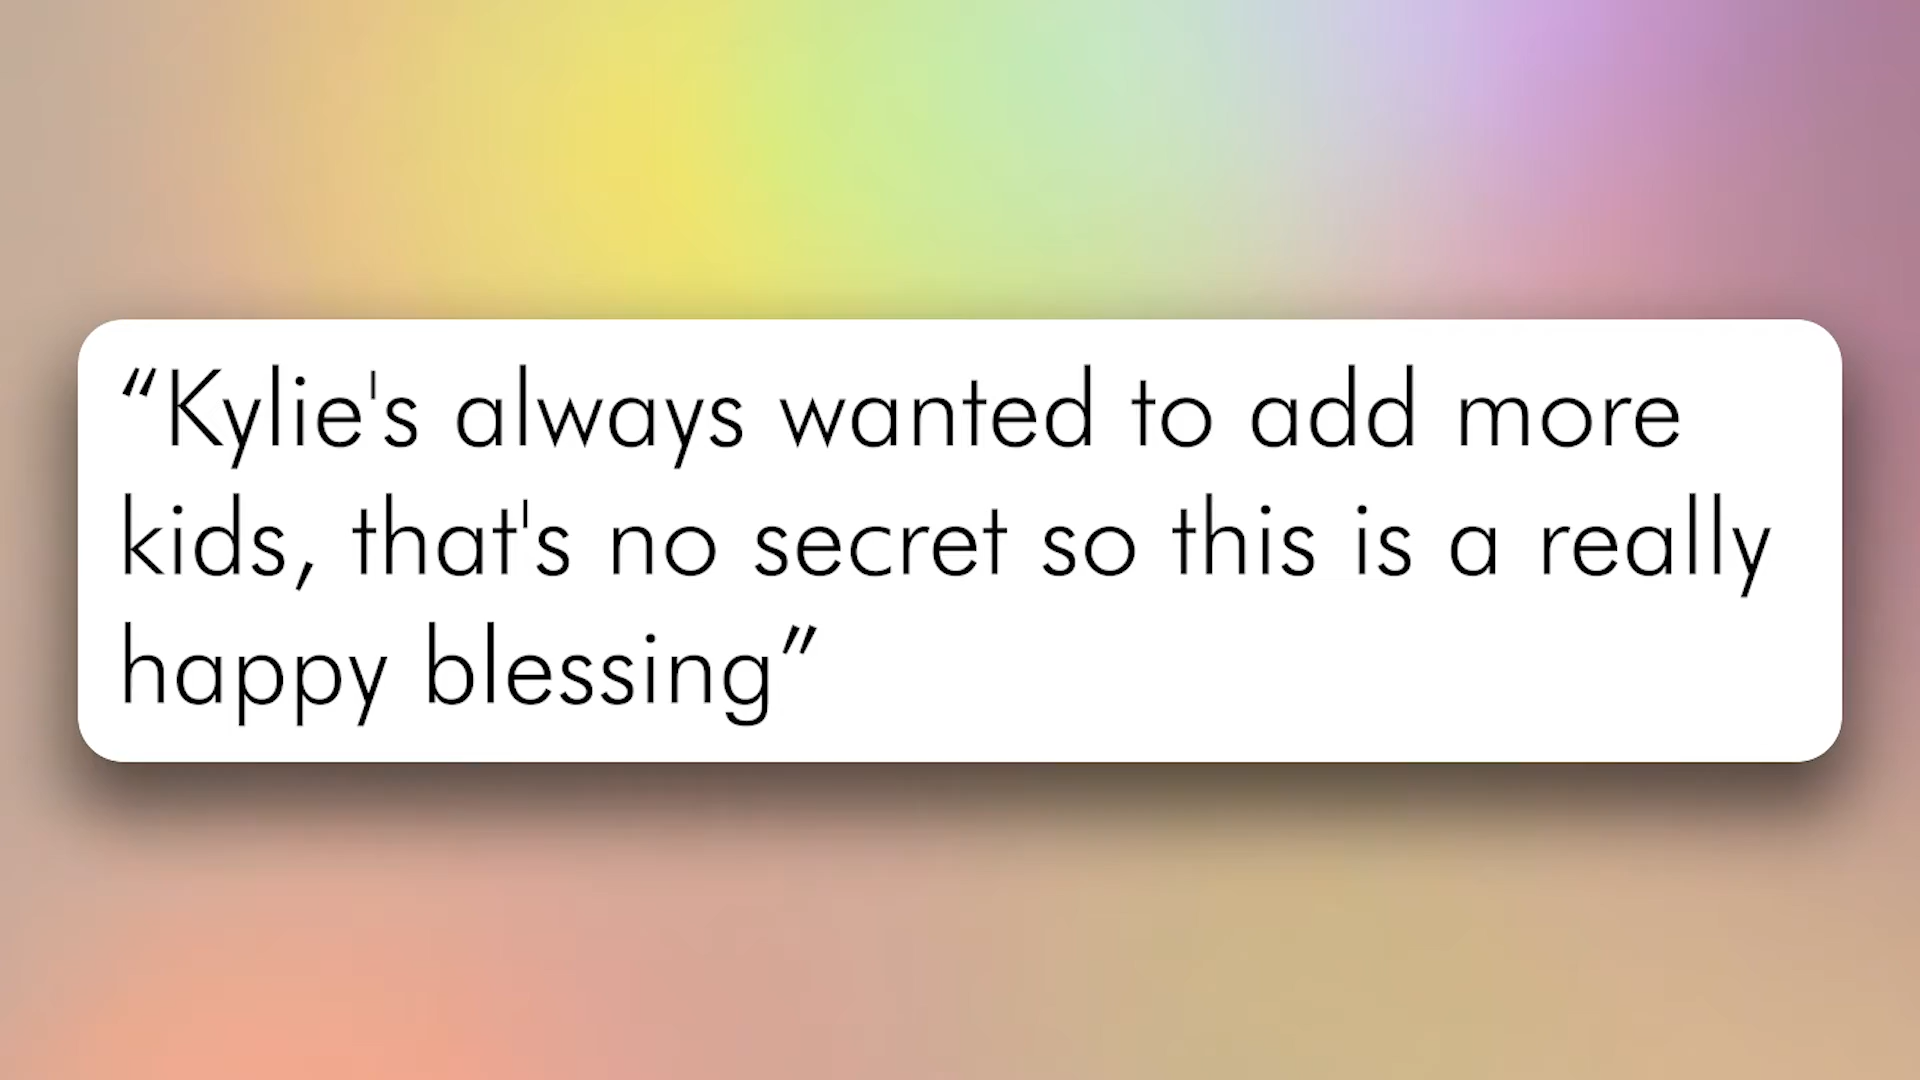 “Kylie's always wanted to add more
kids, that's no secret so this is a really
happy blessing”